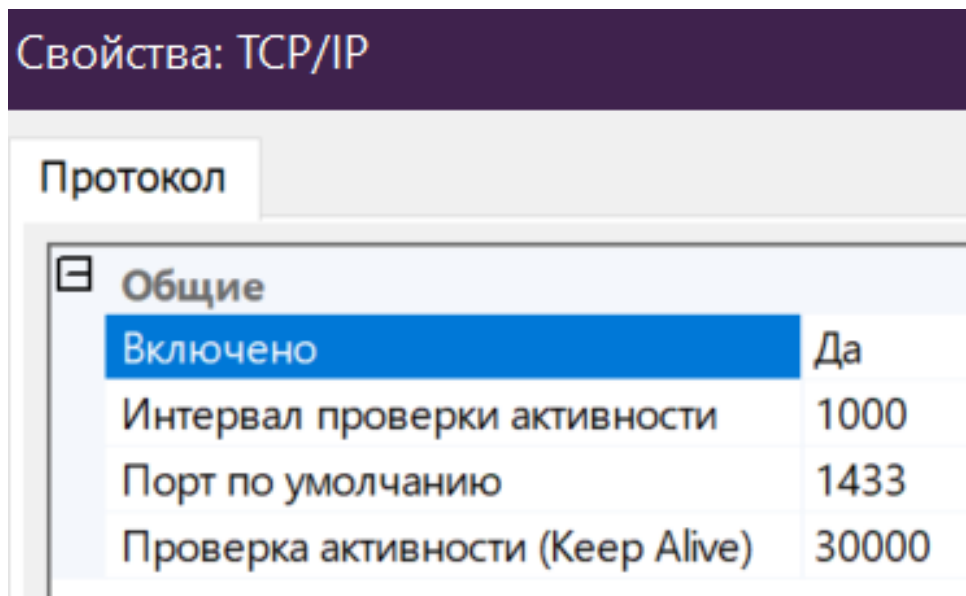 Свойства: TCP/IP
Протокол
Общие
Включено Да
Интервал проверки активности 1000
Порт по умолчанию 1433
Проверка активности (Keep Alive) 30000